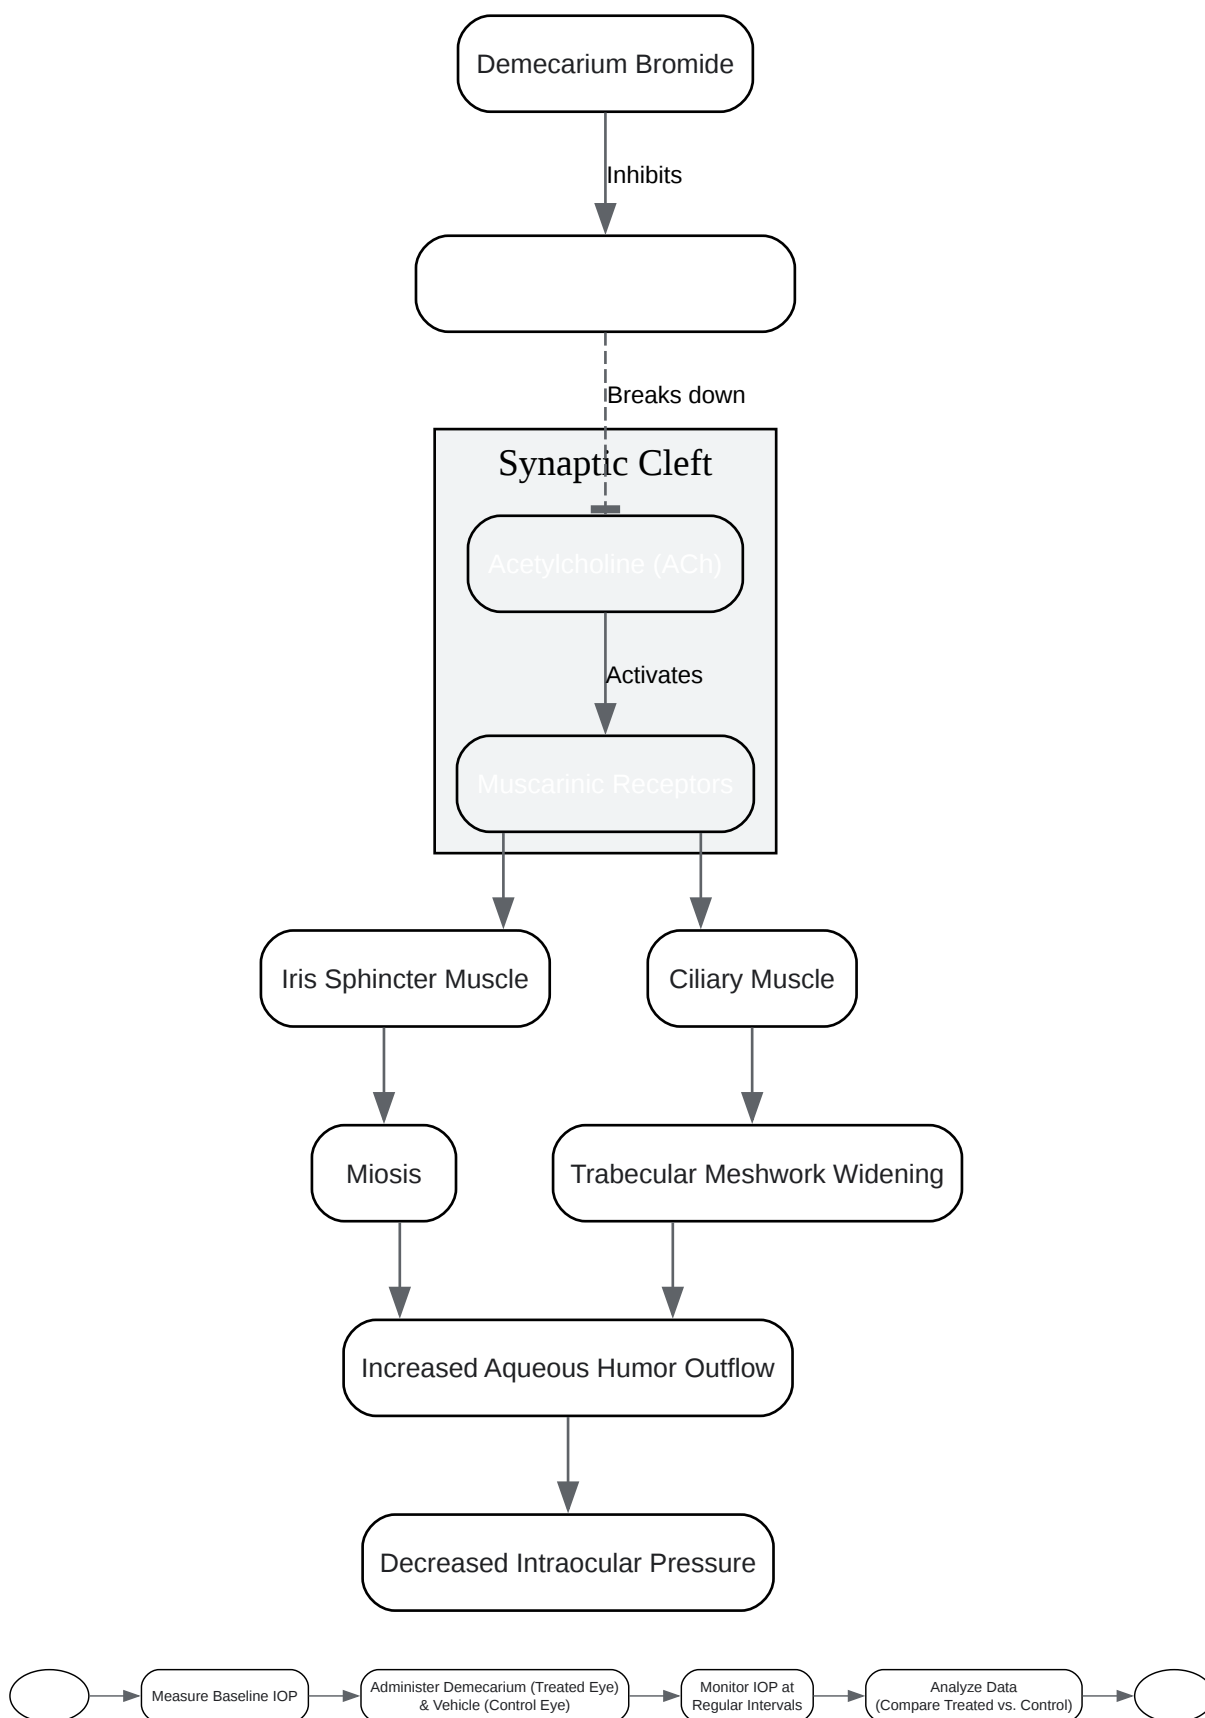 Demecarium Bromide
Inhibits
Breaks down
Synaptic Cleft
Acetylcholine (ACh)
Activates
Muscarinic Receptors
Iris Sphincter Muscle
Ciliary Muscle
Miosis
Trabecular Meshwork Widening
Increased Aqueous Humor Outflow
Decreased Intraocular Pressure
Measure Baseline IOP
Administer Demecarium (Treated Eye)
& Vehicle (Control Eye)
Monitor IOP at
Regular Intervals
Analyze Data
(Compare Treated vs. Control)